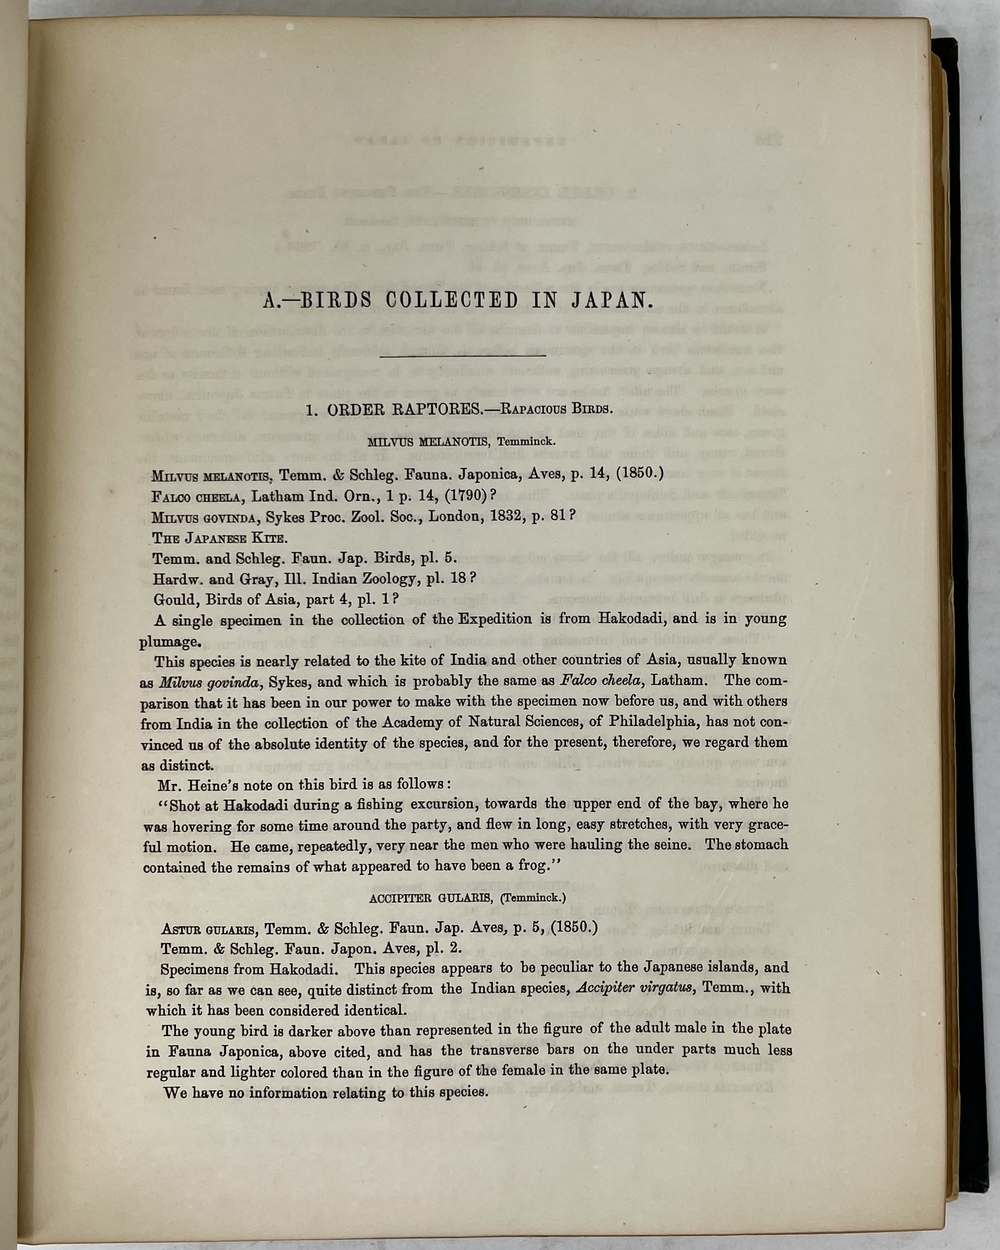 A.—BIRDS COLLECTED IN JAPAN.
1. ORDER RAPTORES.—Rapacious Birds.
MILVUS MELANOTIS, Temminck.
Milvus melanotis, Temm. & Schleg. Fauna. Japonica, Aves, p. 14, (1850.)
Falco cheela, Latham Ind. Orn., 1 p. 14, (1790)?
Milvus govinda, Sykes Proc. Zool. Soc., London, 1832, p. 81?
The Japanese Kite.
Temm. and Schleg. Faun. Jap. Birds, pl. 5.
Hardw. and Gray, Ill. Indian Zoology, pl. 18?
Gould, Birds of Asia, part 4, pl. 1?
A single specimen in the collection of the Expedition is from Hakodadi, and is in young
plumage.
This species is nearly related to the kite of India and other countries of Asia, usually known
as Milvus govinda, Sykes, and which is probably the same as Falco cheela, Latham. The com-
parison that it has been in our power to make with the specimen now before us, and with others
from India in the collection of the Academy of Natural Sciences, of Philadelphia, has not con-
vinced us of the absolute identity of the species, and for the present, therefore, we regard them
as distinct.
Mr. Heine's note on this bird is as follows:
"Shot at Hakodadi during a fishing excursion, towards the upper end of the bay, where he
was hovering for some time around the party, and flew in long, easy stretches, with very grace-
ful motion. He came, repeatedly, very near the men who were hauling the seine. The stomach
contained the remains of what appeared to have been a frog."
ACCIPITER GULARIS, (Temminck.)
Astur gularis, Temm. & Schleg. Faun. Jap. Aves, p. 5, (1850.)
Temm. & Schleg. Faun. Japon. Aves, pl. 2.
Specimens from Hakodadi. This species appears to be peculiar to the Japanese islands, and
is, so far as we can see, quite distinct from the Indian species, Accipiter virgatus, Temm., with
which it has been considered identical.
The young bird is darker above than represented in the figure of the adult male in the plate
in Fauna Japonica, above cited, and has the transverse bars on the under parts much less
regular and lighter colored than in the figure of the female in the same plate.
We have no information relating to this species.